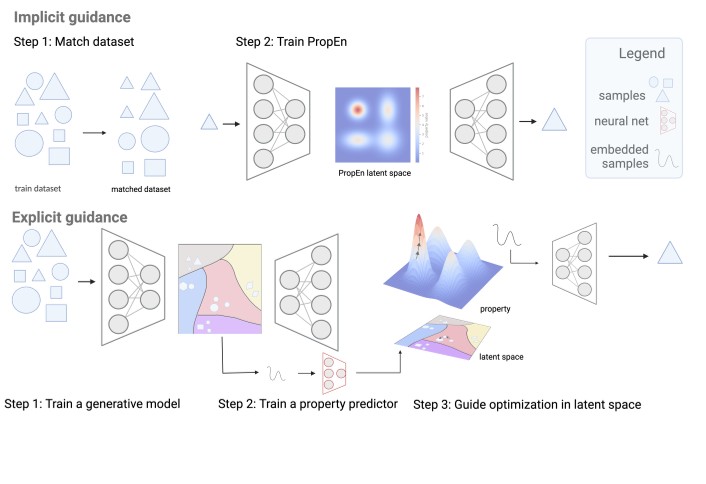 Implicit guidance
Step 1: Match dataset
Step 2: Train PropEn
Legend
samples
neural net
embedded
samples
train dataset
matched dataset
PropEn latent space
Explicit guidance
property
latent space
Step 1: Train a generative model
Step 2: Train a property predictor
Step 3: Guide optimization in latent space